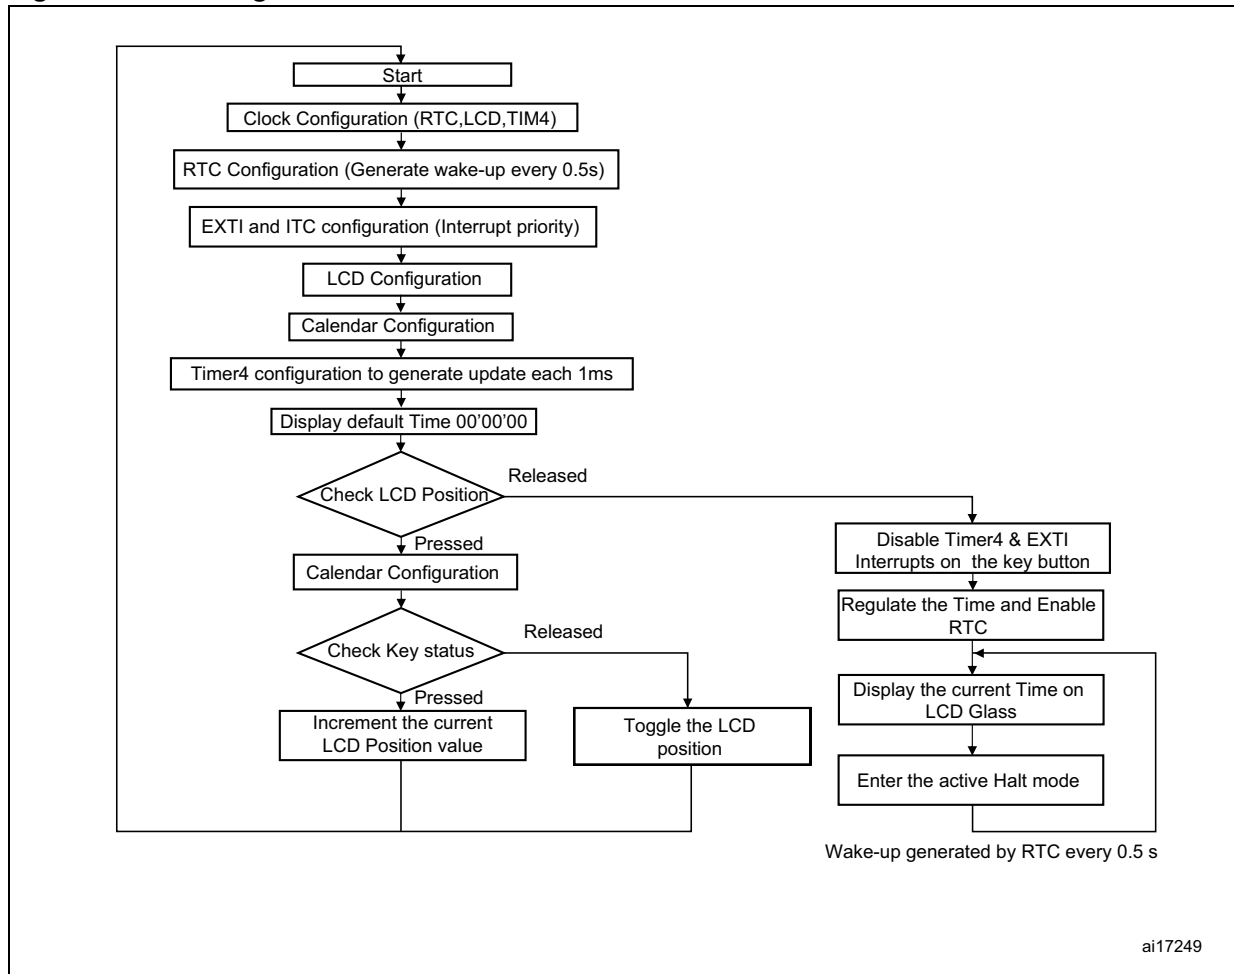 Start
Clock Configuration (RTC,LCD,TIM4)
RTC Configuration (Generate wake-up every 0.5s)
EXTI and ITC configuration (Interrupt priority)
LCD Configuration
Calendar Configuration
Timer4 configuration to generate update each 1ms
Display default Time 00'00'00
Check LCD Position
Released
Pressed
Calendar Configuration
Check Key status
Released
Pressed
Increment the current
LCD Position value
Toggle the LCD
position
Disable Timer4 & EXTI
Interrupts on the key button
Regulate the Time and Enable
RTC
Display the current Time on
LCD Glass
Enter the active Halt mode
Wake-up generated by RTC every 0.5 s
ai17249